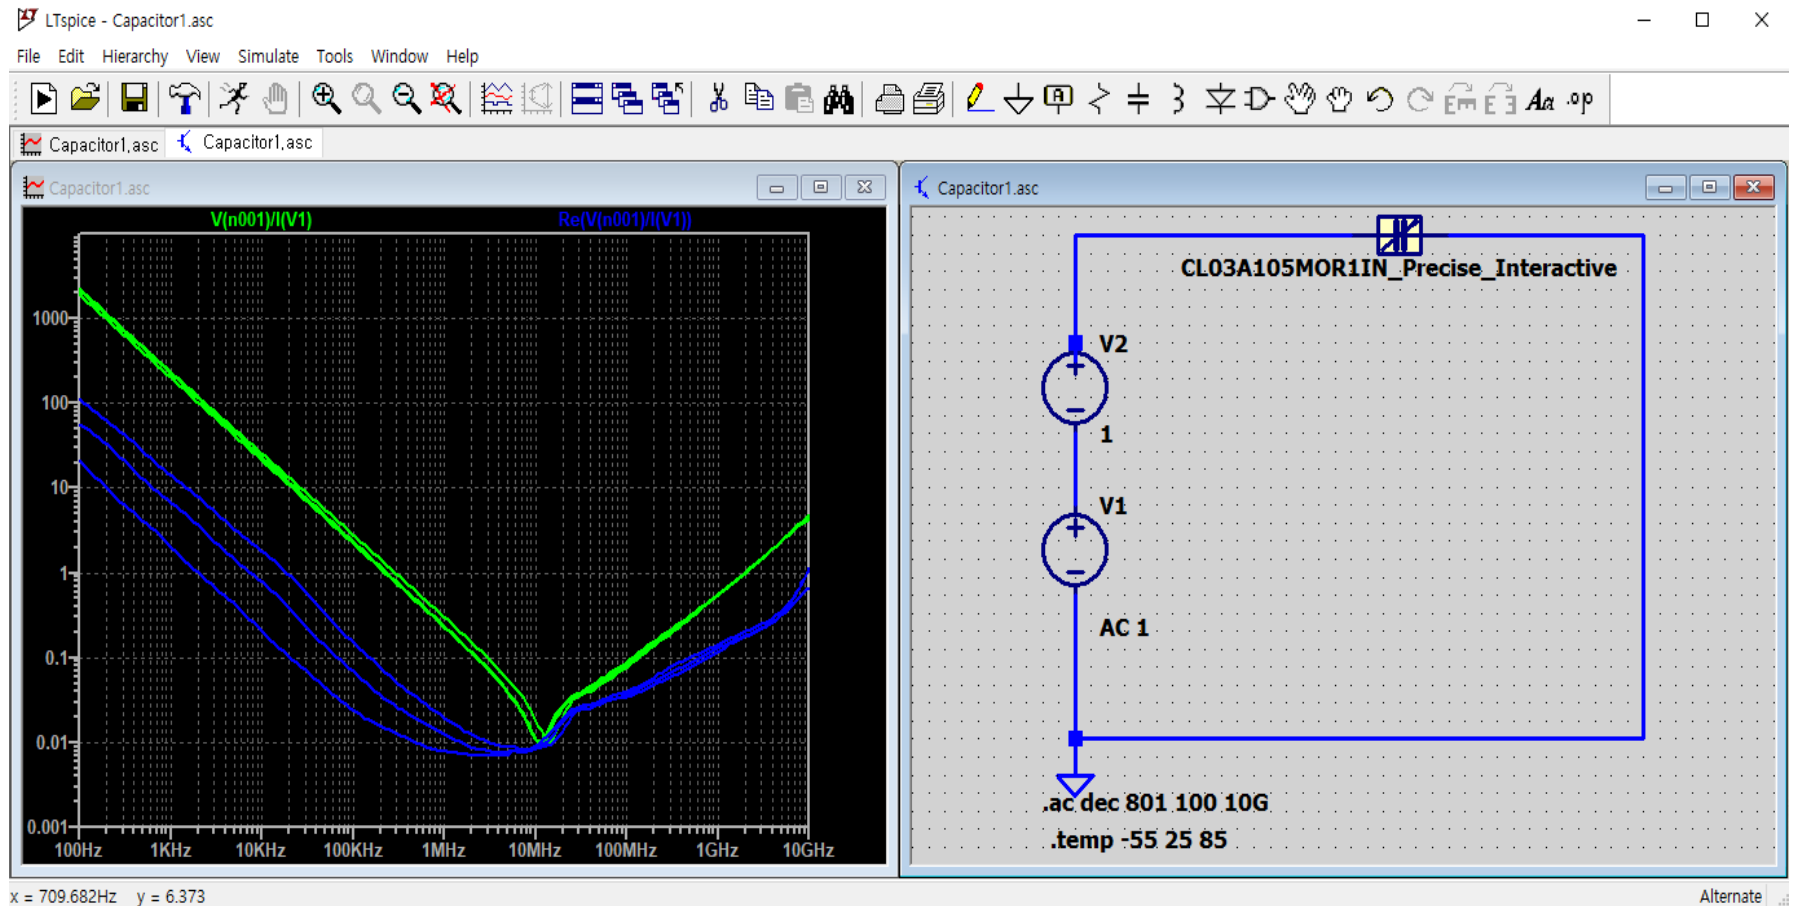 LTspice - Capacitor1.asc
File Edit Hierarchy View Simulate Tools Window Help
Aa .op
Capacitor1.asc Capacitor1.asc
Capacitor1.asc
V(n001)/I(V1) Re(V(n001)/I(V1))
1000
100
10
1
0.1
0.01
0.001
100Hz 1KHz 10KHz 100KHz 1MHz 10MHz 100MHz 1GHz 10GHz
Capacitor1.asc
CL03A105MOR1IN_Precise_Interactive
V2
1
V1
AC 1
.ac dec 801 100 10G
.temp -55 25 85
x = 709.682Hz y = 6.373
Alternate